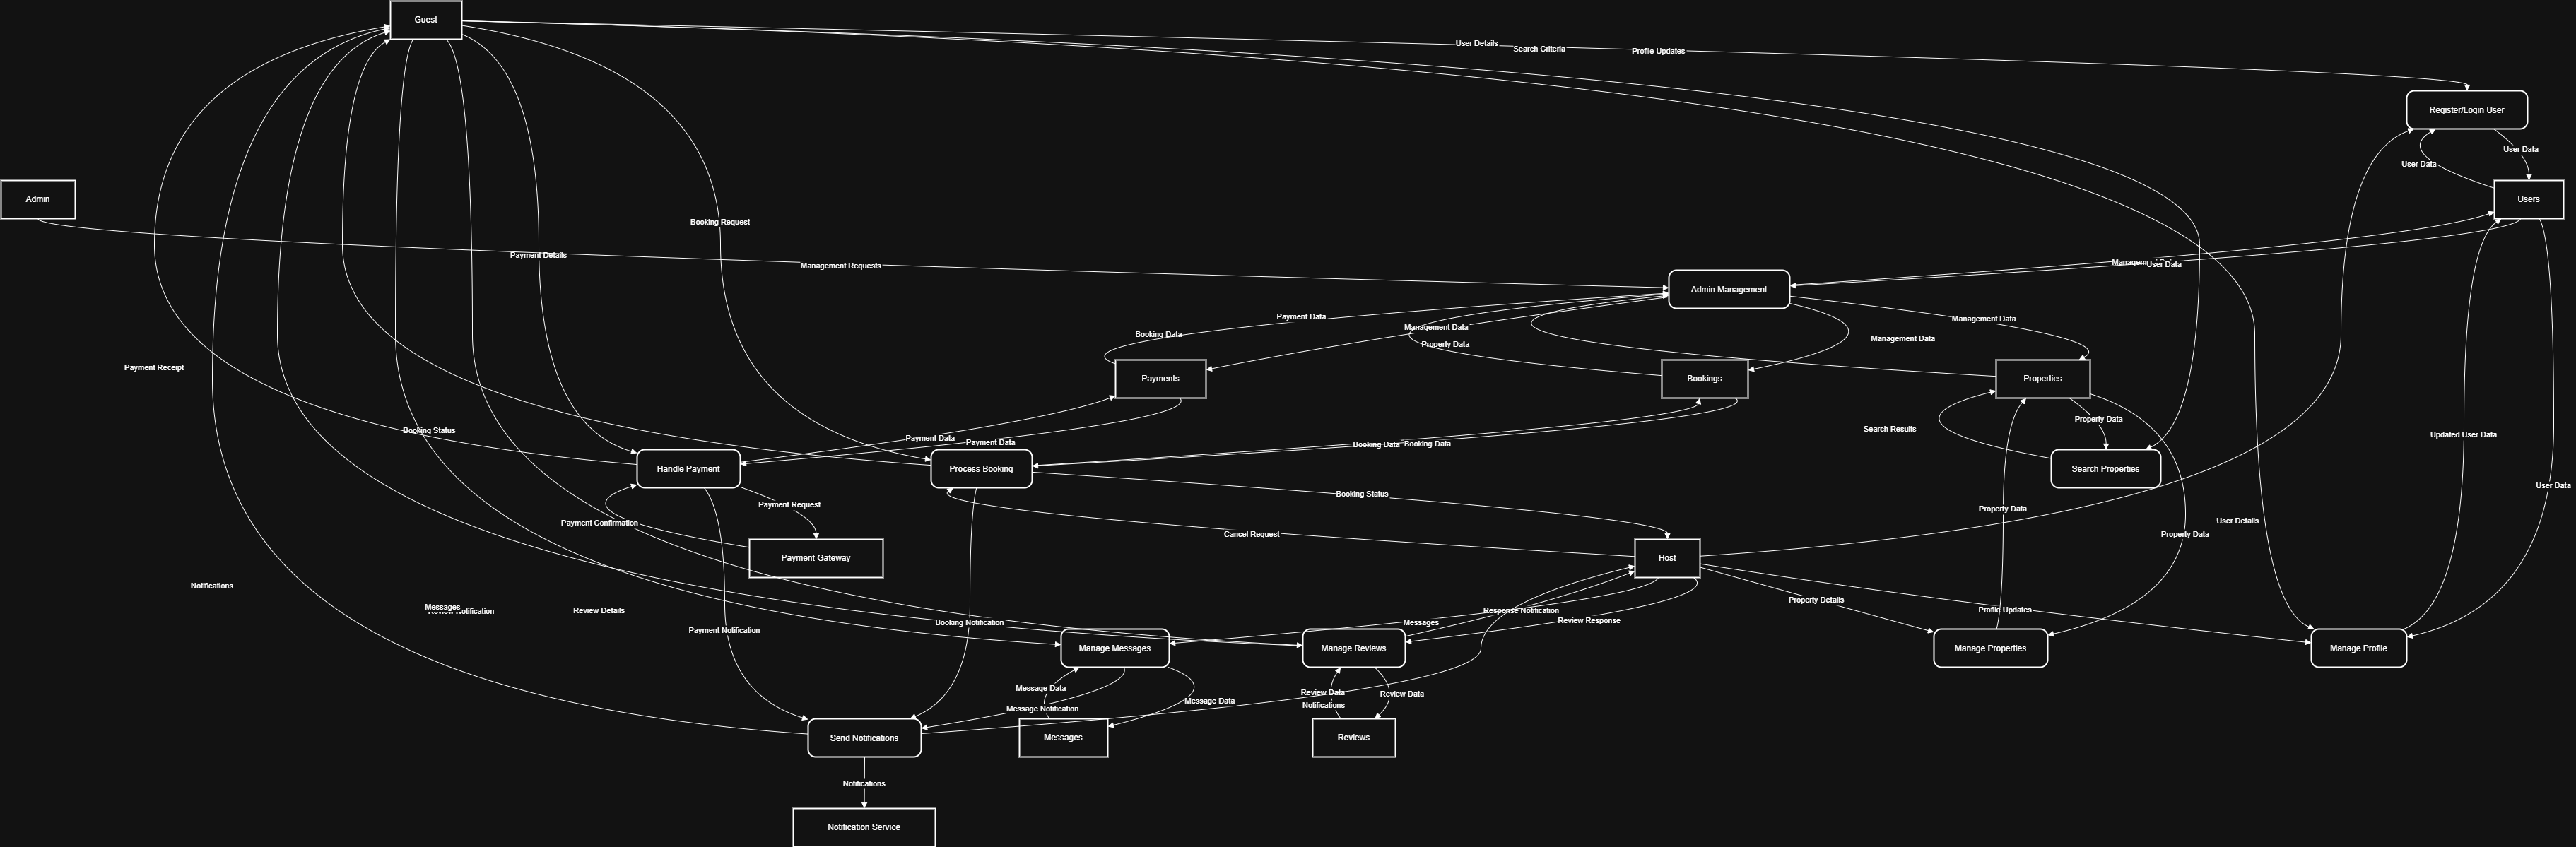 Guest
User Details
Search Criteria
Profile Updates
Register/Login User
User Data
User Data
Admin
Users
Booking Request
Payment Details
Management Requests
User Data
Admin Management
Payment Data
Management Data
Management Data
Booking Data
Management Data
Property Data
Payment Receipt
Payments
Bookings
Properties
Property Data
Search Results
Booking Status
Updated User Data
Payment Data
Payment Data
Booking Data
Booking Data
Handle Payment
Process Booking
Search Properties
User Data
Booking Status
Payment Request
Property Data
Payment Confirmation
User Details
Cancel Request
Property Data
Payment Gateway
Host
Notifications
Property Details
Messages
Notification
Review Details
Response Notification
Profile Updates
Booking Notification
Messages
Review Response
Payment Notification
Manage Messages
Manage Reviews
Manage Properties
Manage Profile
Message Data
Review Data
Review Data
Message Data
Notifications
Message Notification
Send Notifications
Messages
Reviews
Notifications
Notification Service